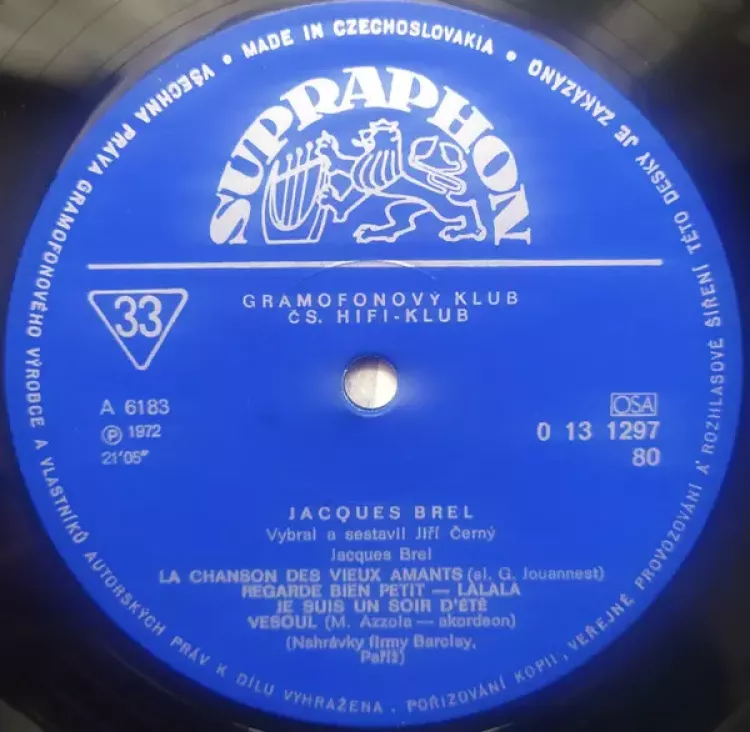 VŠECHNA PRÁVA GRAMOFONOVÉHO VÝROBCE A VLASTNÍKŮ AUTORSKÝCH PRÁV K DÍLU VYHRAŽENA. POŘIZOVÁNÍ KOPIÍ, VEŘEJNÉ PROVOZOVÁNÍ A ROZHLASOVÉ ŠÍŘENÍ TÉTO DESKY JE ZAKÁZÁNO • MADE IN CZECHOSLOVAKIA •
SUPRAPHON
33
GRAMOFONOVÝ KLUB
ČS. HIFI-KLUB
A 6183
Ⓟ 1972
21'05"
OSA
0 13 1297
80
JACQUES BREL
Vybral a sestavil Jiří Černý
Jacques Brel
LA CHANSON DES VIEUX AMANTS (al. G. Jouannest)
REGARDE BIEN PETIT — LALALA
JE SUIS UN SOIR D'ÉTÉ
VESOUL (M. Azzola — akordeon)
(Nahrávky firmy Barclay,
Paříž)